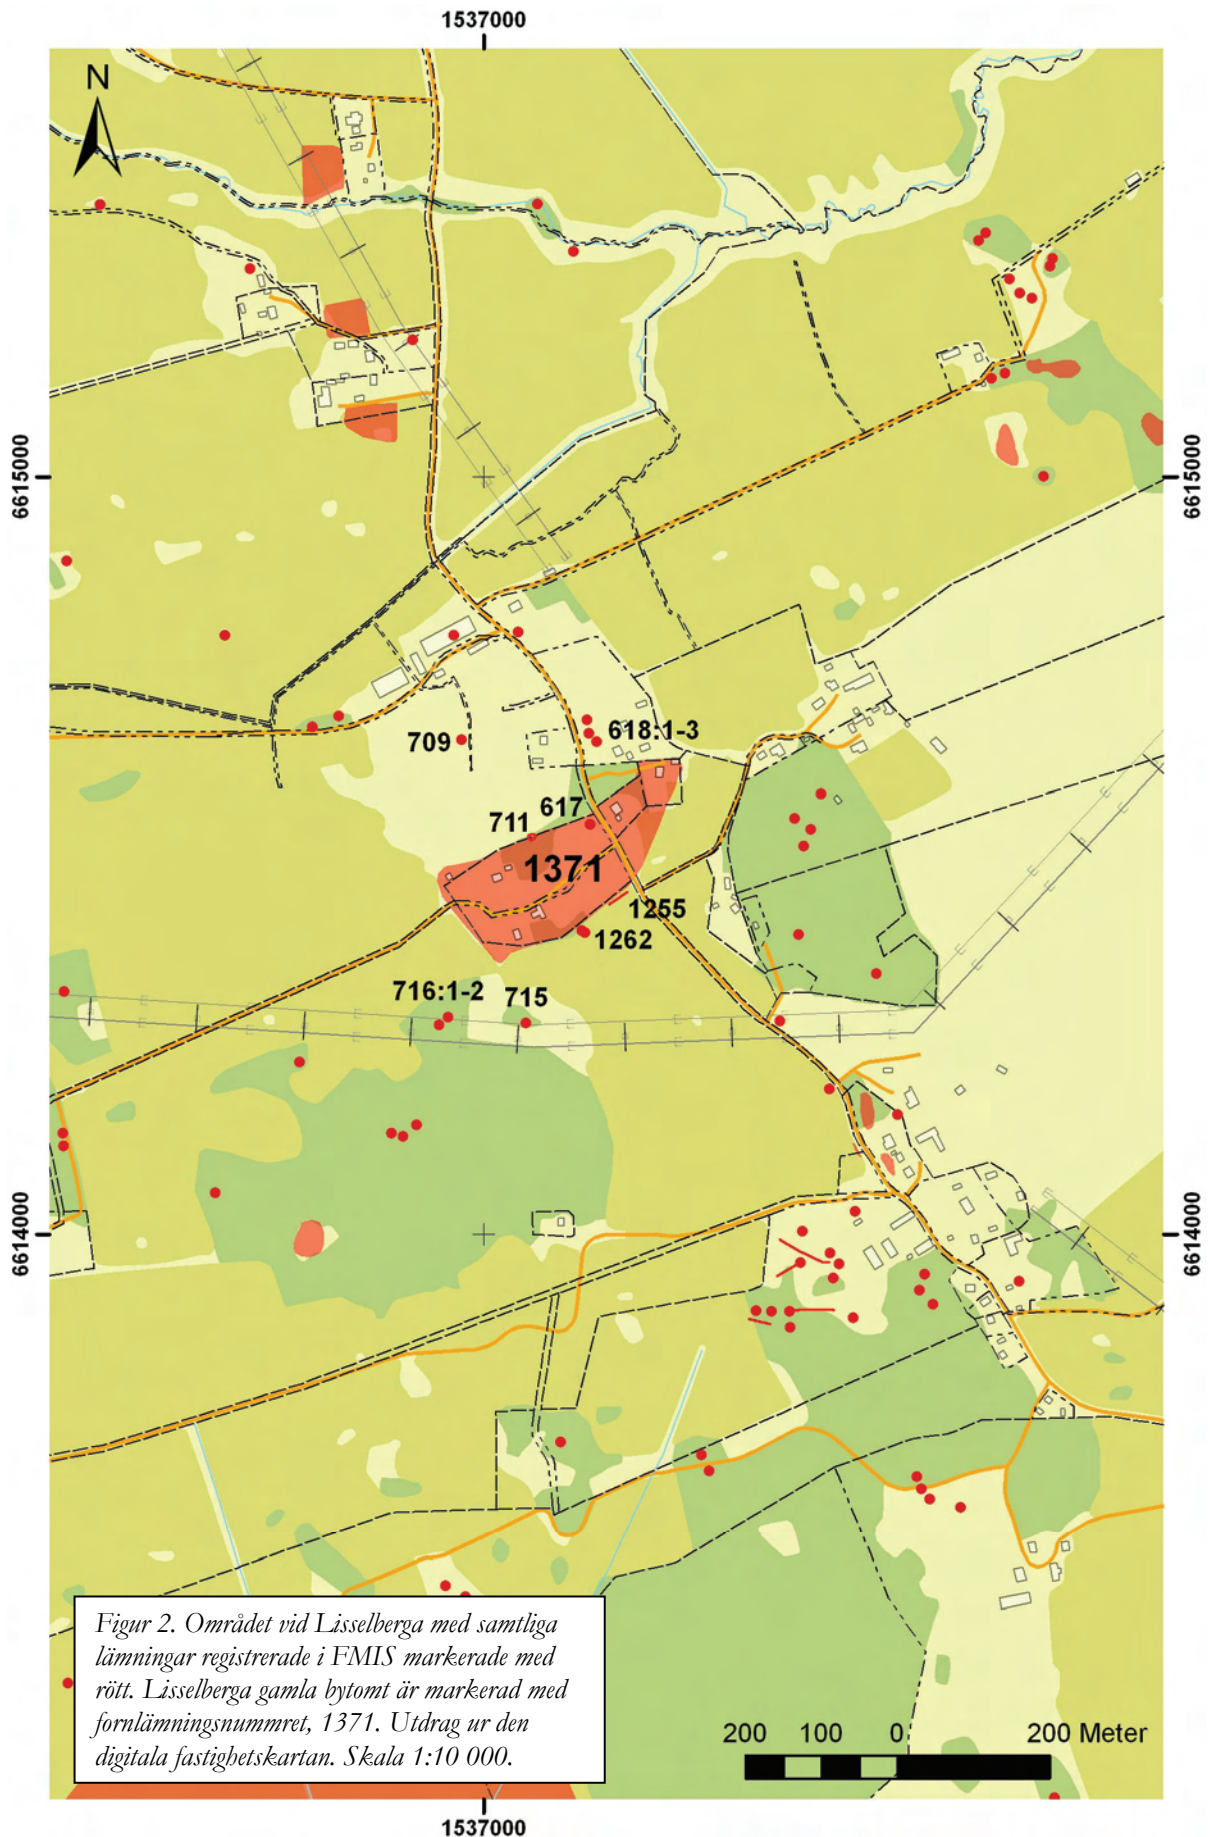 1537000
N
6615000
6615000
709
618:1-3
617
711
1371
1255
1262
716:1-2
715
6614000
6614000
Figur 2. Området vid Lisselberga med samtliga
lämningar registrerade i FMIS markerade med
rött. Lisselberga gamla bytomt är markerad med
fornlämningsnummret, 1371. Utdrag ur den
digitala fastighetskartan. Skala 1:10 000.
200 100 0 200 Meter
1537000